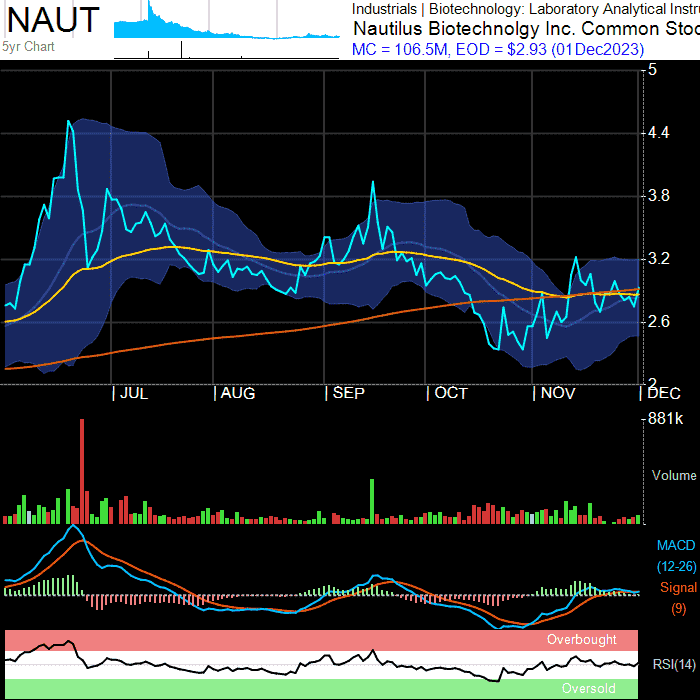 NAUT
5yr Chart
Industrials | Biotechnology: Laboratory Analytical Instr
Nautilus Biotechnolgy Inc. Common Stoc
MC = 106.5M, EOD = $2.93 (01Dec2023)
5
4.4
3.8
3.2
2.6
2
| JUL | AUG | SEP | OCT | NOV | DEC
881k
Volume
MACD
(12-26)
Signal
(9)
Overbought
RSI(14)
Oversold